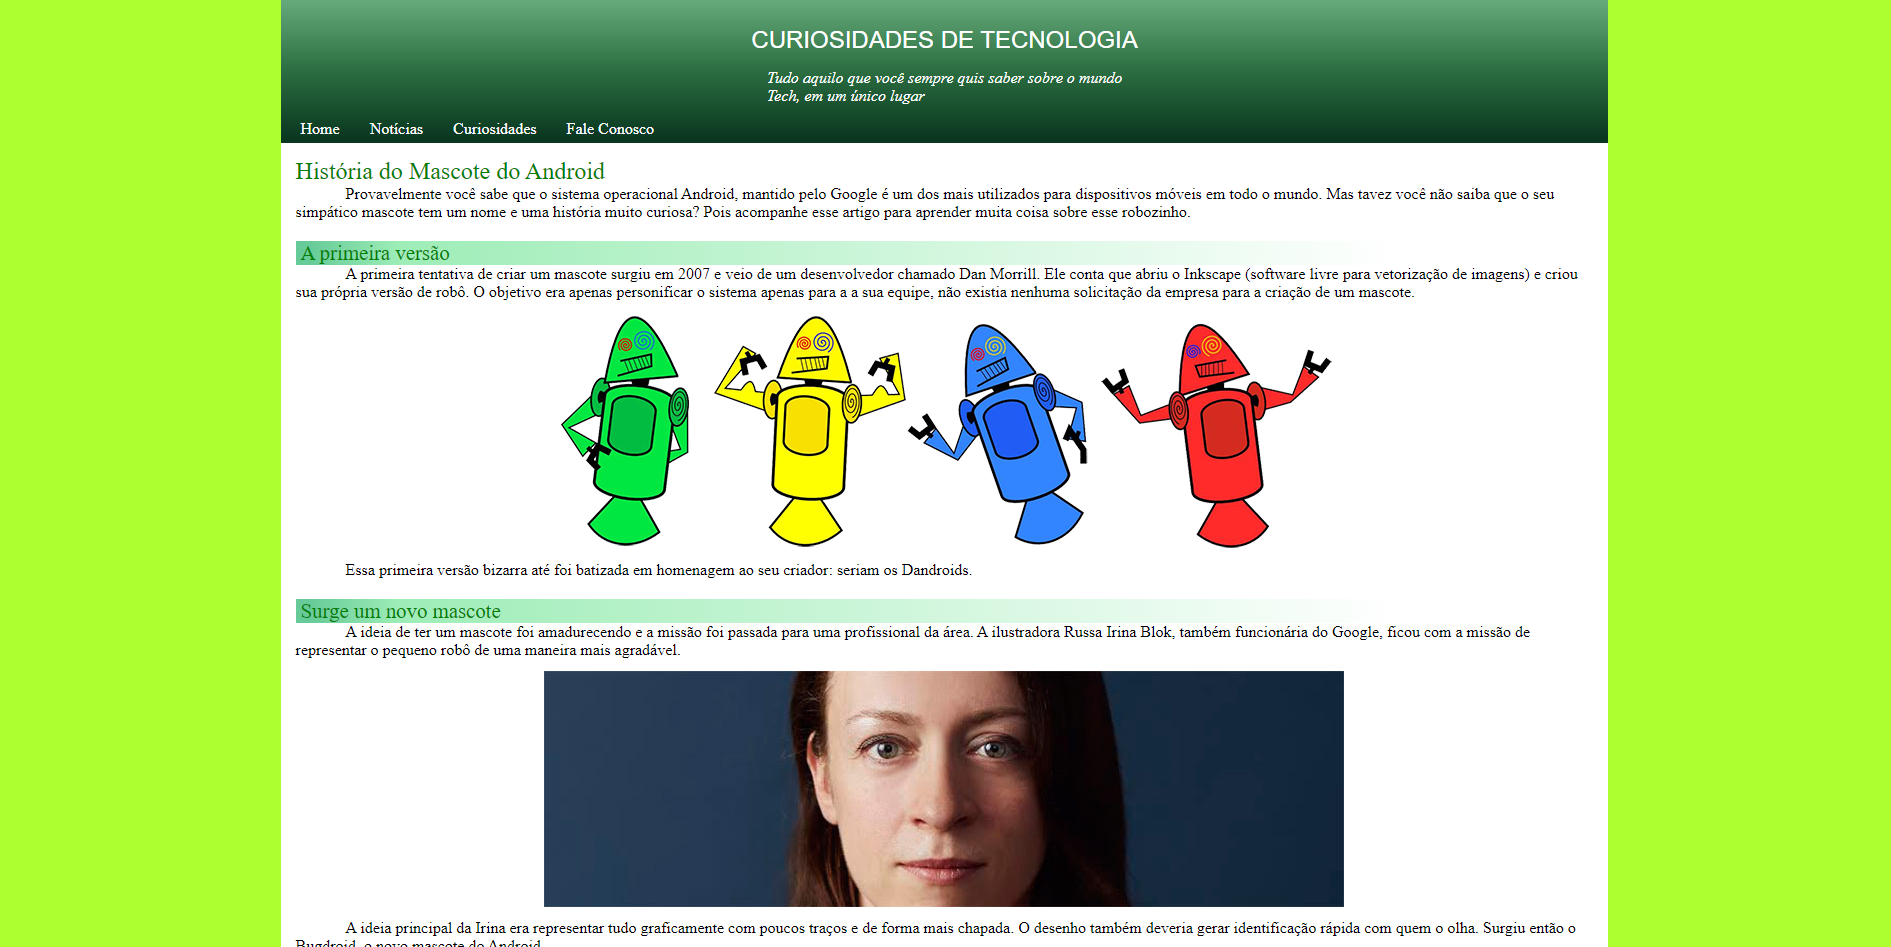 CURIOSIDADES DE TECNOLOGIA
Tudo aquilo que você sempre quis saber sobre o mundo
Tech, em um único lugar
Home Notícias Curiosidades Fale Conosco
História do Mascote do Android
Provavelmente você sabe que o sistema operacional Android, mantido pelo Google é um dos mais utilizados para dispositivos móveis em todo o mundo. Mas tavez você não saiba que o seu
simpático mascote tem um nome e uma história muito curiosa? Pois acompanhe esse artigo para aprender muita coisa sobre esse robozinho.
A primeira versão
A primeira tentativa de criar um mascote surgiu em 2007 e veio de um desenvolvedor chamado Dan Morrill. Ele conta que abriu o Inkscape (software livre para vetorização de imagens) e criou
sua própria versão de robô. O objetivo era apenas personificar o sistema apenas para a a sua equipe, não existia nenhuma solicitação da empresa para a criação de um mascote.
Essa primeira versão bizarra até foi batizada em homenagem ao seu criador: seriam os Dandroids.
Surge um novo mascote
A ideia de ter um mascote foi amadurecendo e a missão foi passada para uma profissional da área. A ilustradora Russa Irina Blok, também funcionária do Google, ficou com a missão de
representar o pequeno robô de uma maneira mais agradável.
A ideia principal da Irina era representar tudo graficamente com poucos traços e de forma mais chapada. O desenho também deveria gerar identificação rápida com quem o olha. Surgiu então o
Bugdroid, o novo mascote do Android.